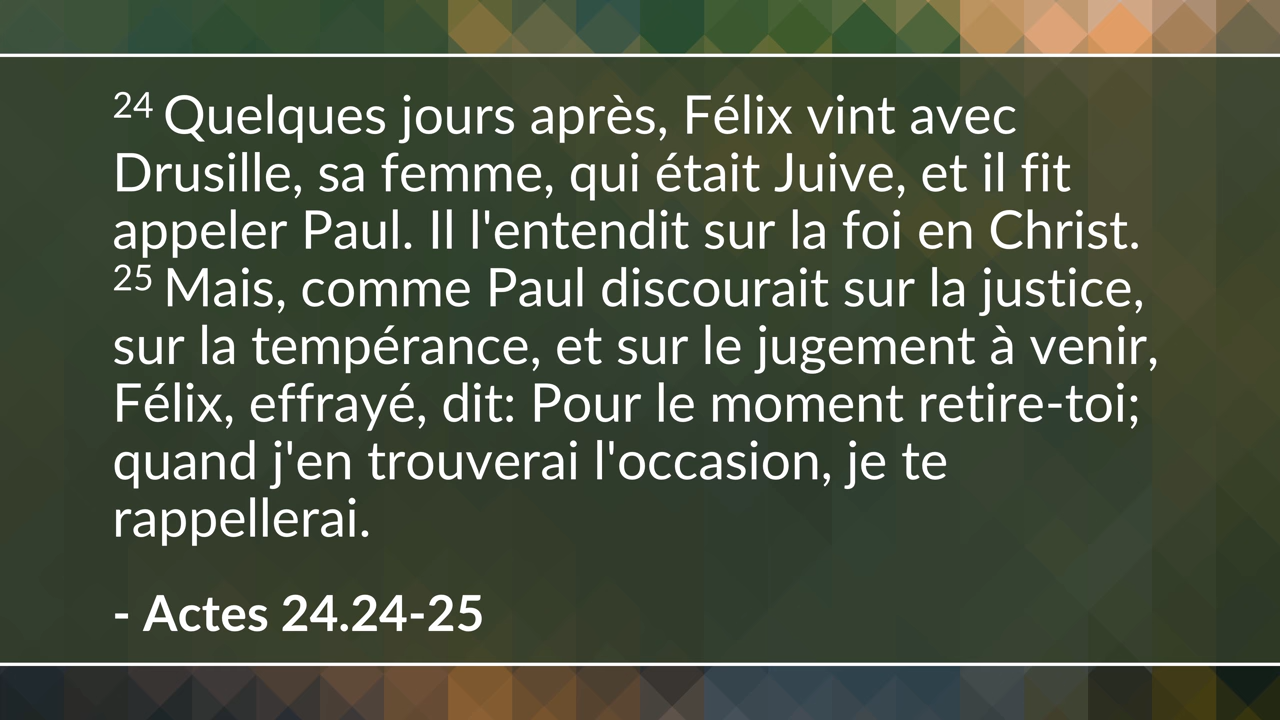 24 Quelques jours après, Félix vint avec
Drusille, sa femme, qui était Juive, et il fit
appeler Paul. Il l'entendit sur la foi en Christ.
25 Mais, comme Paul discourait sur la justice,
sur la tempérance, et sur le jugement à venir,
Félix, effrayé, dit: Pour le moment retire-toi;
quand j'en trouverai l'occasion, je te
rappellerai.
- Actes 24.24-25